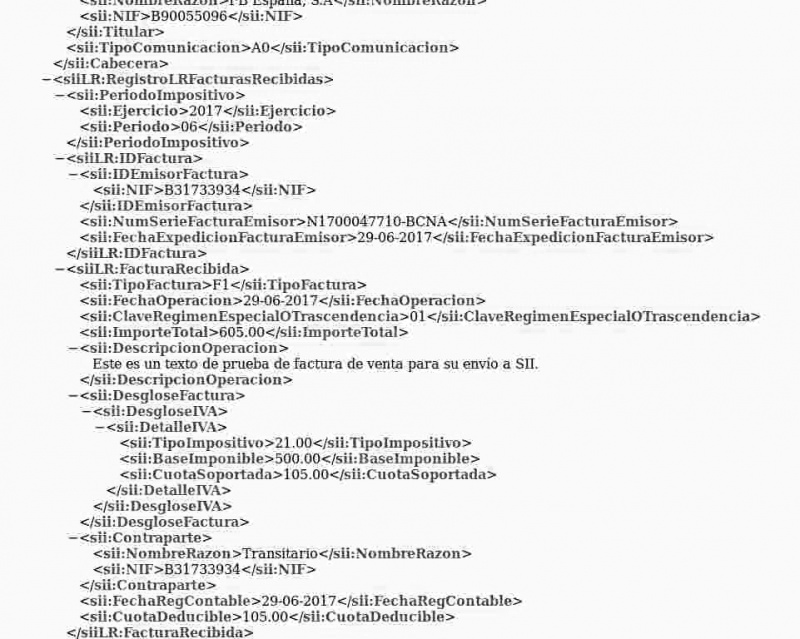 <sii:NombreRazon>FB España, S.A</sii:NombreRazon>
<sii:NIF>B90055096</sii:NIF>
</sii:Titular>
<sii:TipoComunicacion>A0</sii:TipoComunicacion>
</sii:Cabecera>
−<siiLR:RegistroLRFacturasRecibidas>
−<sii:PeriodoImpositivo>
<sii:Ejercicio>2017</sii:Ejercicio>
<sii:Periodo>06</sii:Periodo>
</sii:PeriodoImpositivo>
−<siiLR:IDFactura>
−<sii:IDEmisorFactura>
<sii:NIF>B31733934</sii:NIF>
</sii:IDEmisorFactura>
<sii:NumSerieFacturaEmisor>N1700047710-BCNA</sii:NumSerieFacturaEmisor>
<sii:FechaExpedicionFacturaEmisor>29-06-2017</sii:FechaExpedicionFacturaEmisor>
</siiLR:IDFactura>
−<siiLR:FacturaRecibida>
<sii:TipoFactura>F1</sii:TipoFactura>
<sii:FechaOperacion>29-06-2017</sii:FechaOperacion>
<sii:ClaveRegimenEspecialOTrascendencia>01</sii:ClaveRegimenEspecialOTrascendencia>
<sii:ImporteTotal>605.00</sii:ImporteTotal>
−<sii:DescripcionOperacion>
Este es un texto de prueba de factura de venta para su envío a SII.
</sii:DescripcionOperacion>
−<sii:DesgloseFactura>
−<sii:DesgloseIVA>
−<sii:DetalleIVA>
<sii:TipoImpositivo>21.00</sii:TipoImpositivo>
<sii:BaseImponible>500.00</sii:BaseImponible>
<sii:CuotaSoportada>105.00</sii:CuotaSoportada>
</sii:DetalleIVA>
</sii:DesgloseIVA>
</sii:DesgloseFactura>
−<sii:Contraparte>
<sii:NombreRazon>Transitario</sii:NombreRazon>
<sii:NIF>B31733934</sii:NIF>
</sii:Contraparte>
<sii:FechaRegContable>29-06-2017</sii:FechaRegContable>
<sii:CuotaDeducible>105.00</sii:CuotaDeducible>
</siiLR:FacturaRecibida>